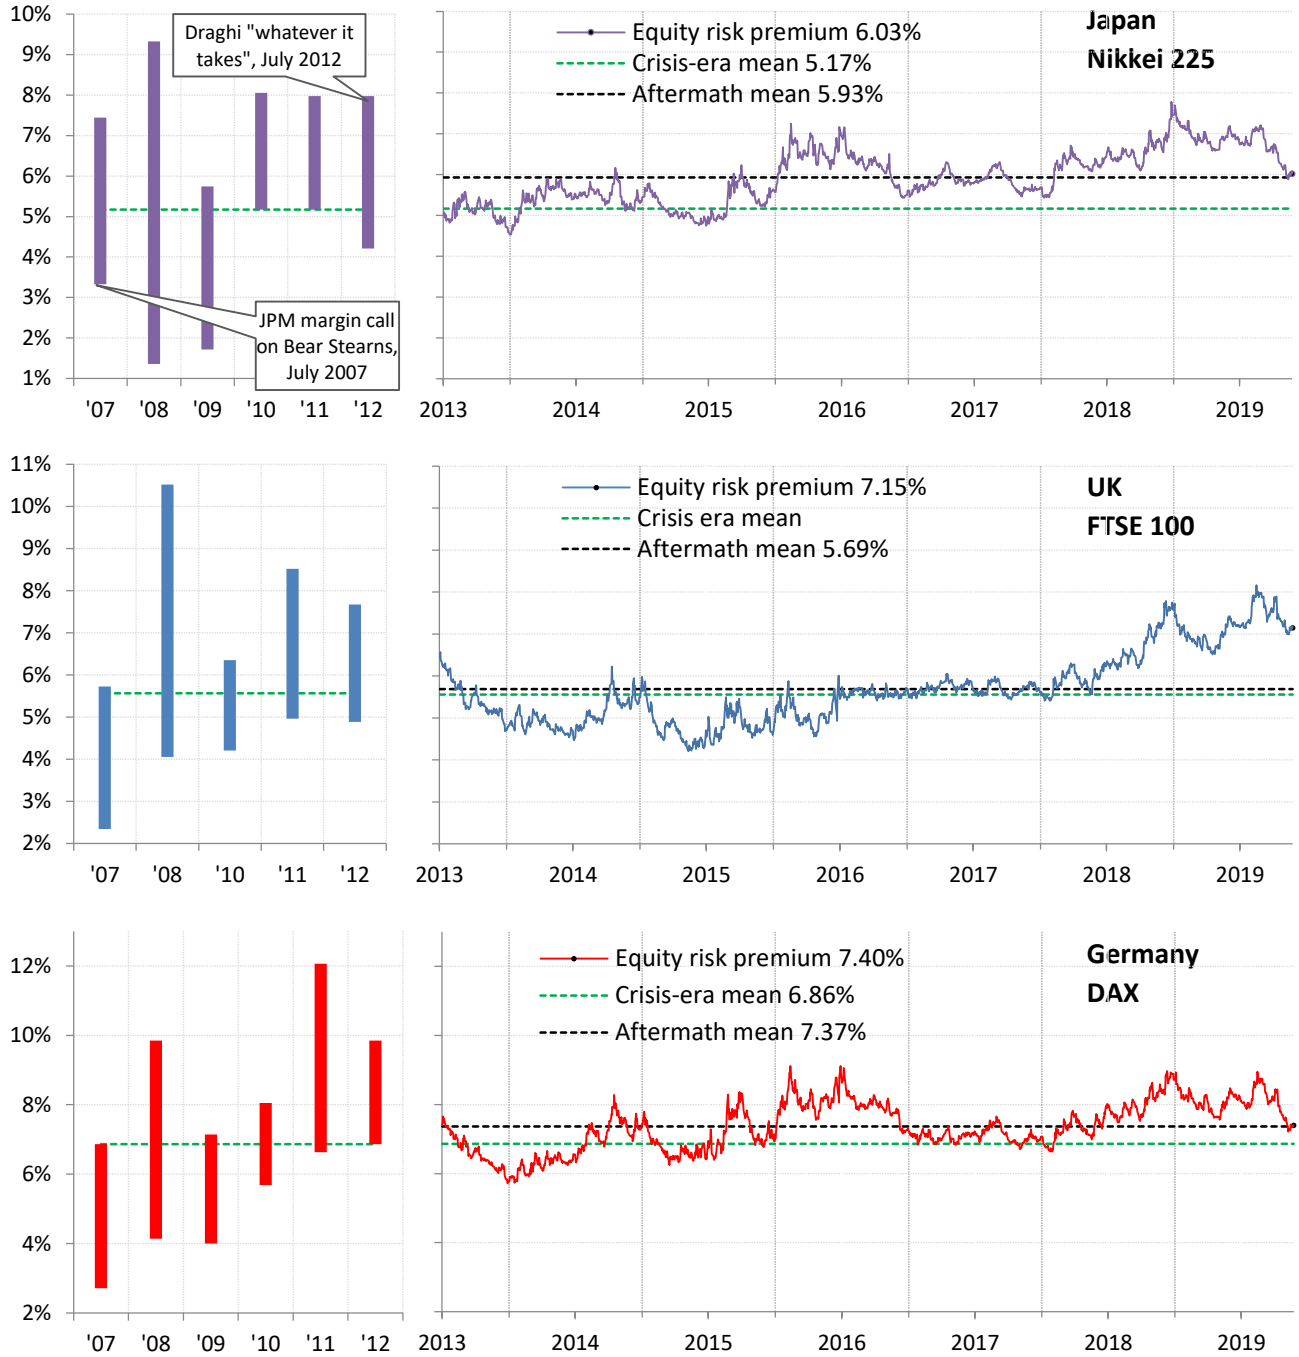 10%
9%
8%
7%
6%
5%
4%
3%
2%
1%
Draghi "whatever it
takes", July 2012
JPM margin call
on Bear Stearns,
July 2007
'07 '08 '09 '10 '11 '12
Equity risk premium 6.03%
Crisis-era mean 5.17%
Aftermath mean 5.93%
Japan
Nikkei 225
2013 2014 2015 2016 2017 2018 2019
11%
10%
9%
8%
7%
6%
5%
4%
3%
2%
'07 '08 '10 '11 '12
Equity risk premium 7.15%
Crisis era mean
Aftermath mean 5.69%
UK
FTSE 100
2013 2014 2015 2016 2017 2018 2019
12%
10%
8%
6%
4%
2%
'07 '08 '09 '10 '11 '12
Equity risk premium 7.40%
Crisis-era mean 6.86%
Aftermath mean 7.37%
Germany
DAX
2013 2014 2015 2016 2017 2018 2019